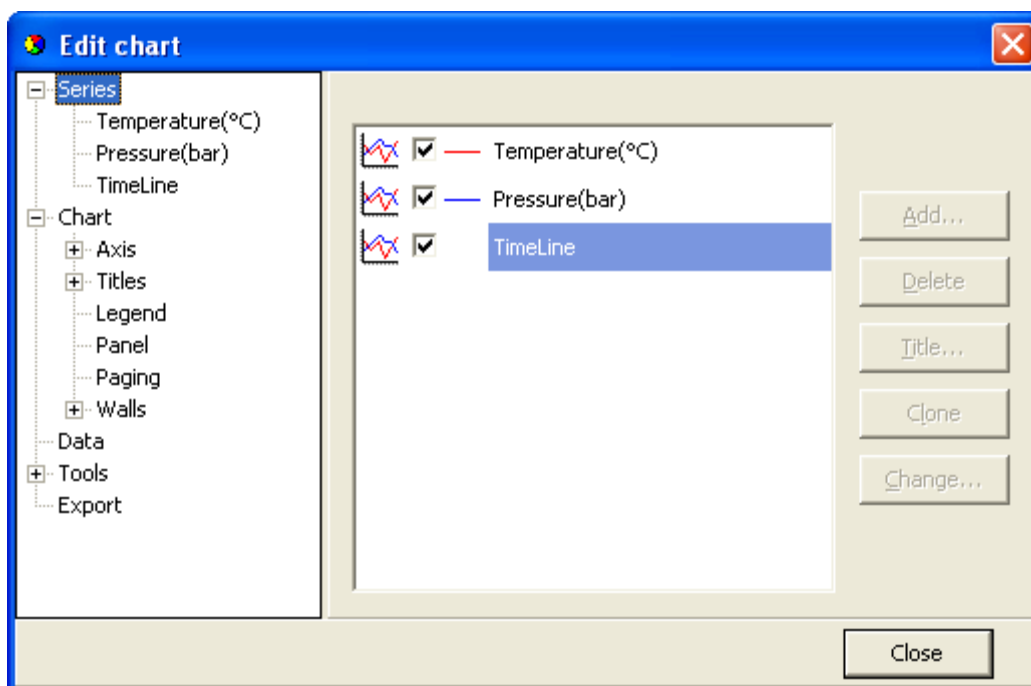 Edit chart
Series
Temperature(°C)
Pressure(bar)
TimeLine
Chart
Axis
Titles
Legend
Panel
Paging
Walls
Data
Tools
Export
Temperature(°C)
Pressure(bar)
TimeLine
Add...
Delete
Title...
Clone
Change...
Close